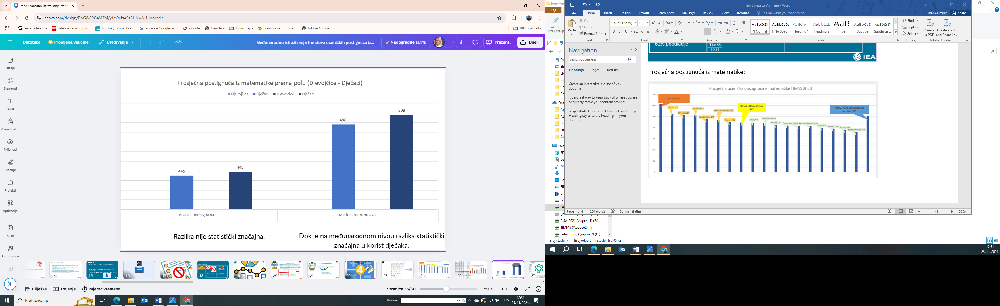 Međunarodno istraživanje tren
canva.com/design/DAGW8RG4M7M/y1rs9ekr49zBHNwA1i_lAg/edit
Pečena teletina
Teletina sa krompiro...
Europe / Global Bus...
Prijava – Google rač...
google
New Tab
Nova mapa
Slavimo pet godina...
Adobe Acrobat
All Bookmarks
Datoteka
Promjena veličine
Uređivanje
Međunarodno istraživanje trendova učeničkih postignuća iz...
Nadogradite tarifu
Prezent.
Dijeli
Dizajn
Elementi
Tekst
Vizualni id...
Prijenosi
Crtanje
Projekti
Aplikacije
Slike
Audiozapisi
Prosječna postignuća iz matematike prema polu (Djevojčice - Dječaci)
Djevojčice Dječaci Djevojčice Dječaci
445
449
498
508
Bosna i Hercegovina
Međunarodni prosjek
Razlika nije statistički značajna.
Dok je na međunarodnom nivou razlika statistički
značajna u korist dječaka.
14
15
16
17
18
19
20
21
22
23
24
25
26
27
Bilješke
Trajanje
Mjerač vremena
Stranica 26/80
59 %
Pretraživanje
Address
BOS
12:51
25. 11. 2024.
logo Age
Fajl
Zakači za
Brzi pristup
Tekst press za Adrijanu - Word
File
Home
Insert
Design
Layout
References
Mailings
Review
View
Acrobat
Tell me what you want to do...
Branka Popic
Share
Paste
Cut
Copy
Format Painter
Clipboard
Calibri (Body)
11
Font
Paragraph
AaBbCcDc
¶ Normal
AaBbCcDc
¶ No Spac...
AaBbCc
Heading 1
AaBbCcD
Heading 2
AaB
Title
AaBbCcD
Subtitle
AaBbCcDc
Subtle Em...
Styles
Find
Replace
Select
Editing
Create
a PDF
Create a PDF
and Share link
Adobe Acrobat
Navigation
Search document
Headings
Pages
Results
Create an interactive outline of your
document.
It's a great way to keep track of where you are
or quickly move your content around.
To get started, go to the Home tab and apply
Heading styles to the headings in your
document.
62% populacije
TIMSS
2023
IEA
Prosječna postignuća iz matematike:
Prosječna učenička postignuća iz matematike TIMSS 2023
700
600
500
400
300
200
100
0
Singapore; 615
Serbia; 523
Slovenia; 514
Albania; 512
Montenegro; 477
North Macedonia; 474
Kosovo; 451
Bosna i Hercegovina
447
Chile; 444
Uzbekistan; 443
Jordan; 427
Saudi Arabia; 420
Brazil; 400
Morocco; 393
South Africa (5); 362
TIMSS 2023 Međunarodni
prosjek; 503
Page 4 of 4
1254 words
Bosnian (Latin)
156 %
PISA_2021 (\\aposo1) (R:)
TIMMS (\\aposo2) (T:)
_eTwinning (\\aposo2) (U:)
Broj stavki: 7
Broj odabranih stavki: 1: 7,95 KB
12:51
25. 11. 2024.